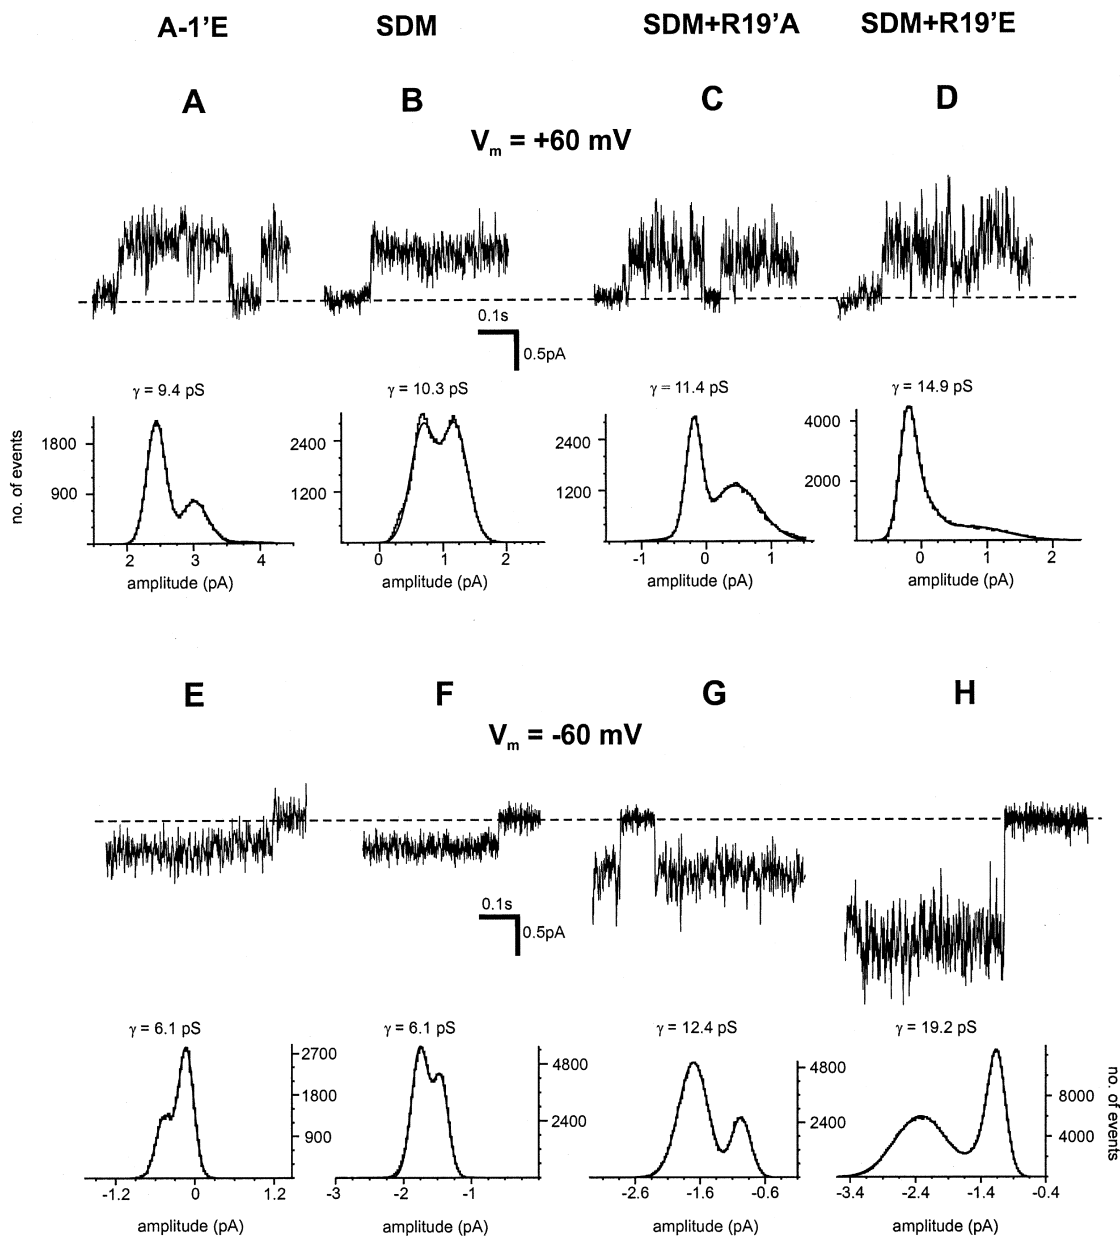 A-1’E SDM SDM+R19’A SDM+R19’E
A B C D
Vm = +60 mV
0.1s
0.5pA
γ = 9.4 pS γ = 10.3 pS γ = 11.4 pS γ = 14.9 pS
no. of events
1800
900
2 3 4
amplitude (pA)
2400
1200
0 1 2
amplitude (pA)
2400
1200
-1 0 1
amplitude (pA)
4000
2000
0 1 2
amplitude (pA)
E F G H
Vm = -60 mV
0.1s
0.5pA
γ = 6.1 pS γ = 6.1 pS γ = 12.4 pS γ = 19.2 pS
2700
1800
900
-1.2 0 1.2
amplitude (pA)
4800
2400
-3 -2 -1
amplitude (pA)
4800
2400
-2.6 -1.6 -0.6
amplitude (pA)
8000
4000
no. of events
-3.4 -2.4 -1.4 -0.4
amplitude (pA)